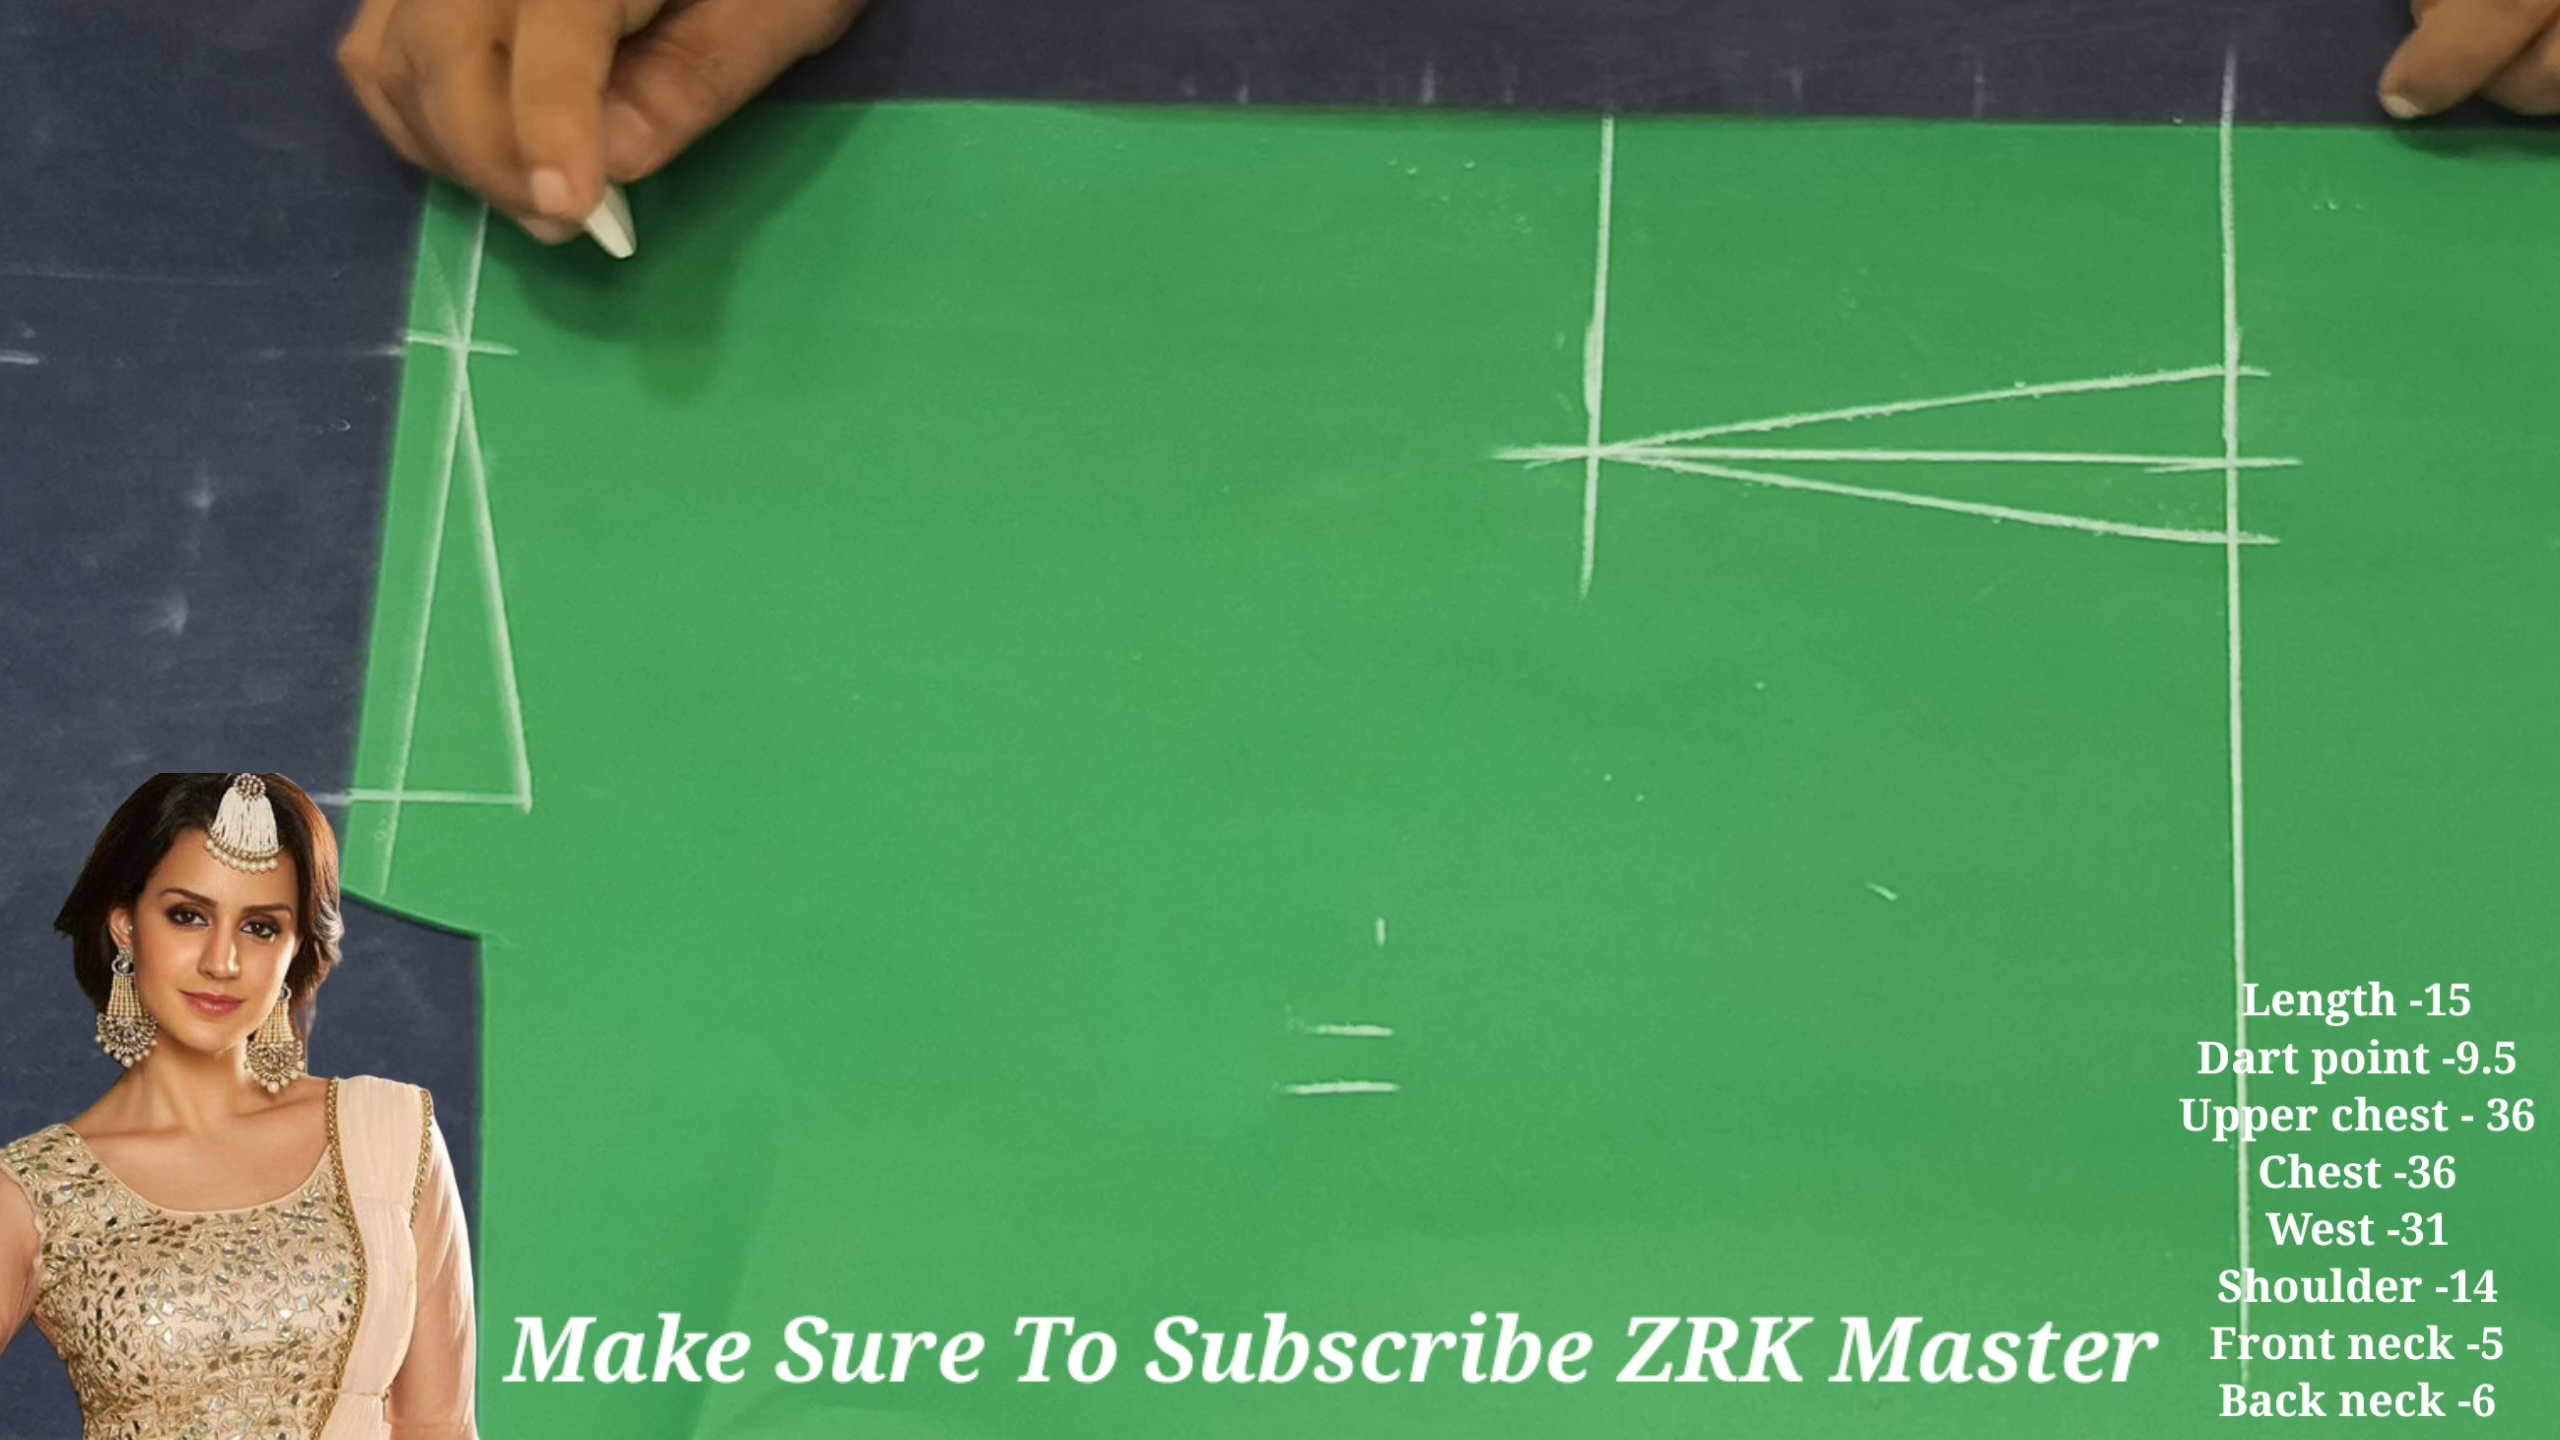 Length -15
Dart point -9.5
Upper chest - 36
Chest -36
West -31
Shoulder -14
Front neck -5
Back neck -6
Make Sure To Subscribe ZRK Master